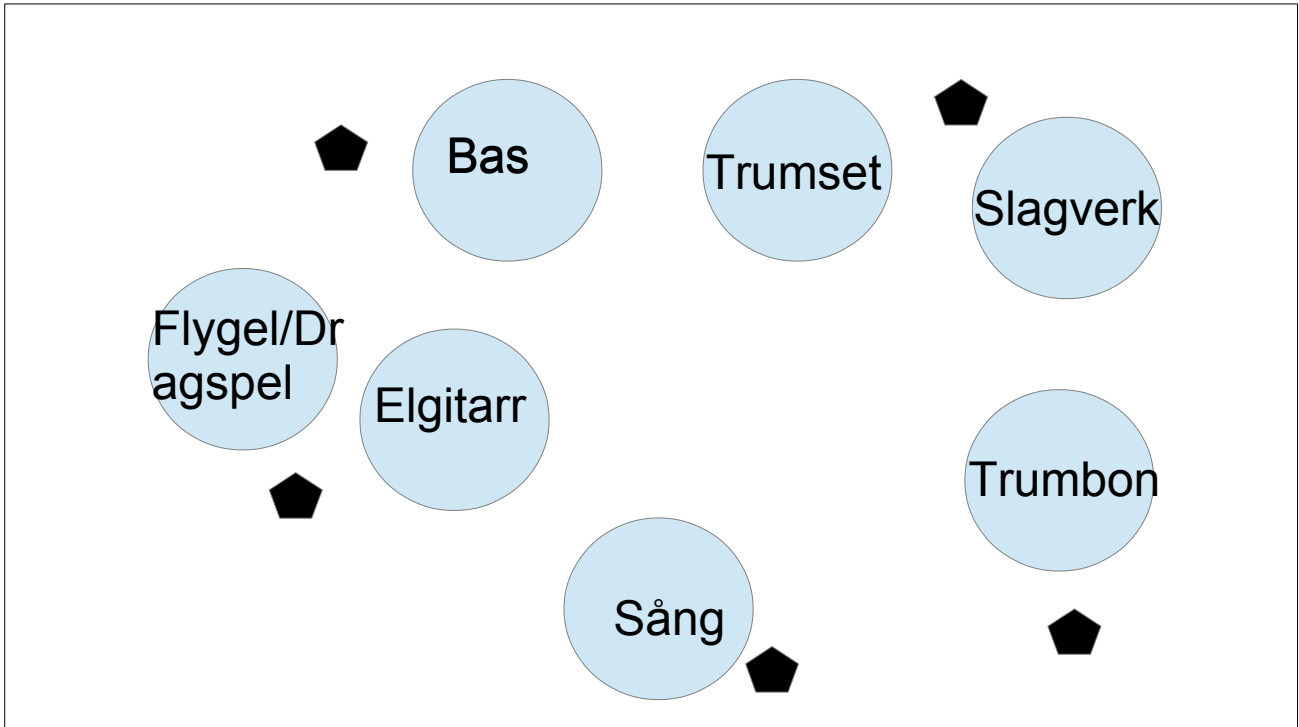 Bas
Trumset
Slagverk
Flygel/Dr
agspel
Elgitarr
Trumbon
Sång